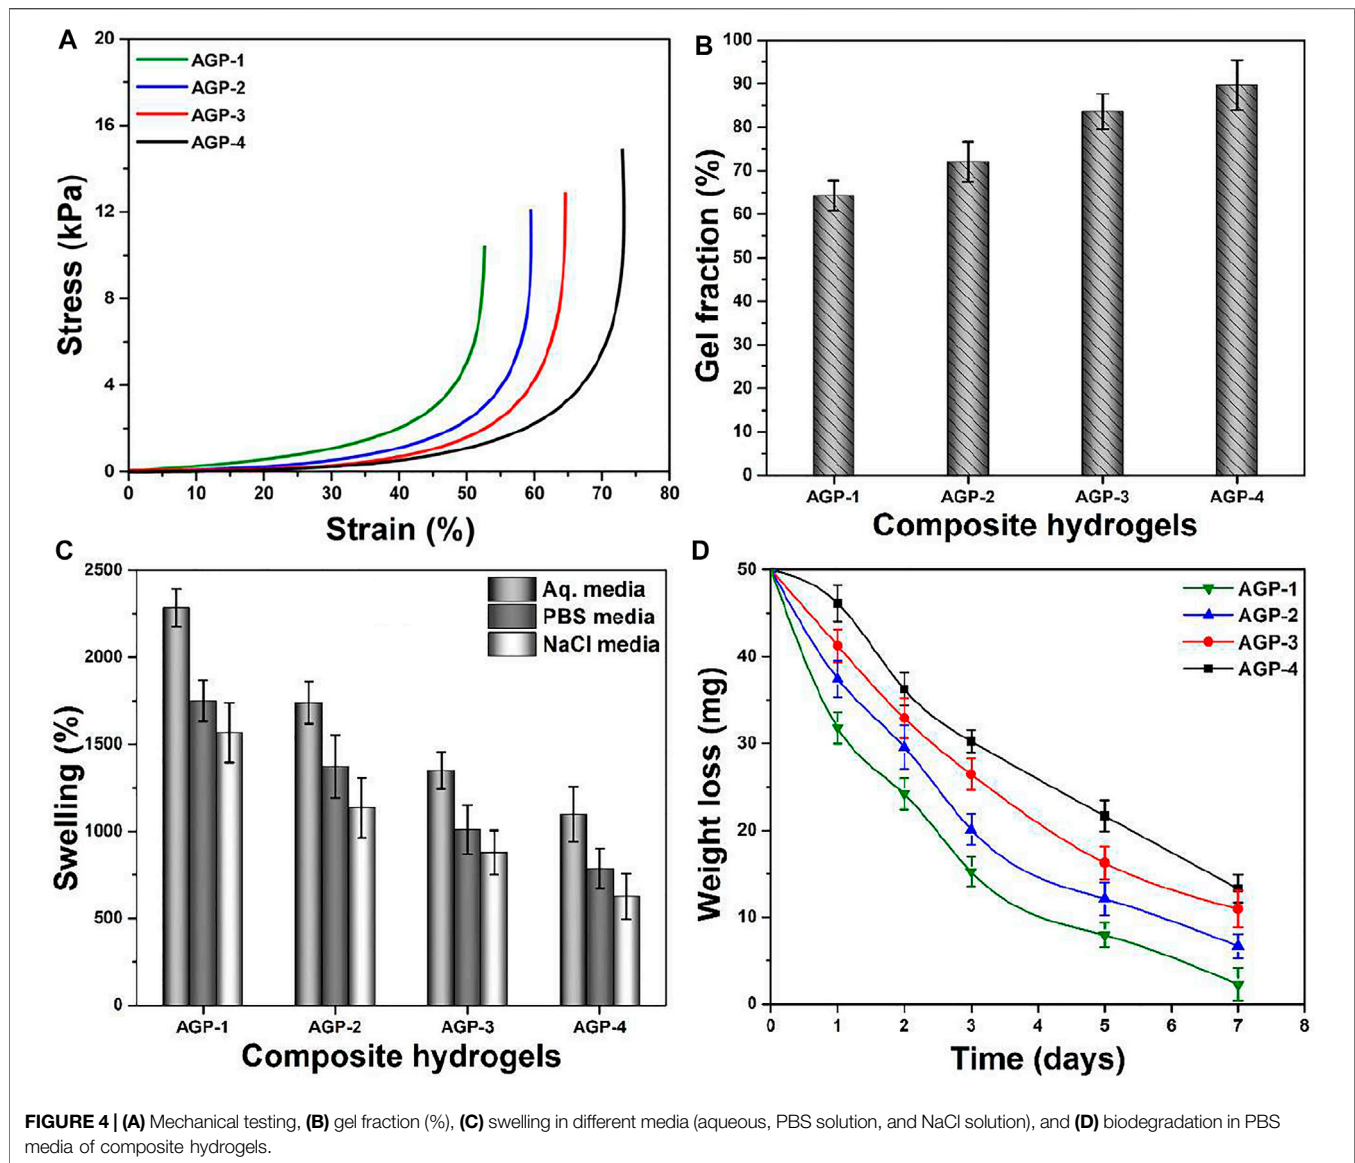 A
20
16
12
8
4
0
Stress (kPa)
AGP-1
AGP-2
AGP-3
AGP-4
0 10 20 30 40 50 60 70 80
Strain (%)
B
100
90
80
70
60
50
40
30
20
10
0
Gel fraction (%)
AGP-1 AGP-2 AGP-3 AGP-4
Composite hydrogels
C
2500
2000
1500
1000
500
0
Swelling (%)
Aq. media
PBS media
NaCl media
AGP-1 AGP-2 AGP-3 AGP-4
Composite hydrogels
D
50
40
30
20
10
0
Weight loss (mg)
AGP-1
AGP-2
AGP-3
AGP-4
0 1 2 3 4 5 6 7 8
Time (days)
FIGURE 4 | (A) Mechanical testing, (B) gel fraction (%), (C) swelling in different media (aqueous, PBS solution, and NaCl solution), and (D) biodegradation in PBS
media of composite hydrogels.